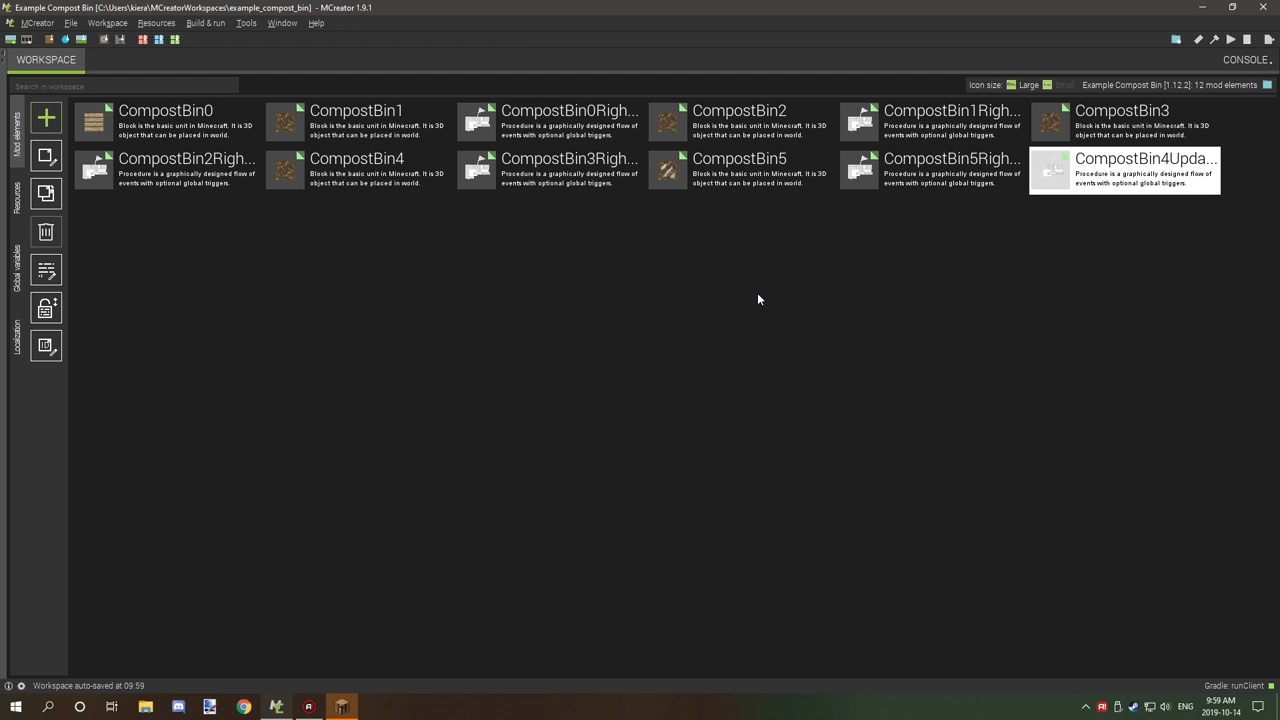 Example Compost Bin [C:\Users\kiera\MCreatorWorkspaces\example_compost_bin] - MCreator 1.9.1
MCreator File Workspace Resources Build & run Tools Window Help
WORKSPACE
CONSOLE
Search in workspace
Icon size: Large Small Example Compost Bin [1.12.2]: 12 mod elements
Mod elements
Resources
Global variables
Localization
CompostBin0
Block is the basic unit in Minecraft. It is 3D
object that can be placed in world.
CompostBin1
Block is the basic unit in Minecraft. It is 3D
object that can be placed in world.
CompostBin0Righ...
Procedure is a graphically designed flow of
events with optional global triggers.
CompostBin2
Block is the basic unit in Minecraft. It is 3D
object that can be placed in world.
CompostBin1Righ...
Procedure is a graphically designed flow of
events with optional global triggers.
CompostBin3
Block is the basic unit in Minecraft. It is 3D
object that can be placed in world.
CompostBin2Righ...
Procedure is a graphically designed flow of
events with optional global triggers.
CompostBin4
Block is the basic unit in Minecraft. It is 3D
object that can be placed in world.
CompostBin3Righ...
Procedure is a graphically designed flow of
events with optional global triggers.
CompostBin5
Block is the basic unit in Minecraft. It is 3D
object that can be placed in world.
CompostBin5Righ...
Procedure is a graphically designed flow of
events with optional global triggers.
CompostBin4Upda...
Procedure is a graphically designed flow of
events with optional global triggers.
Workspace auto-saved at 09:59
Gradle: runClient
ENG
9:59 AM
2019-10-14